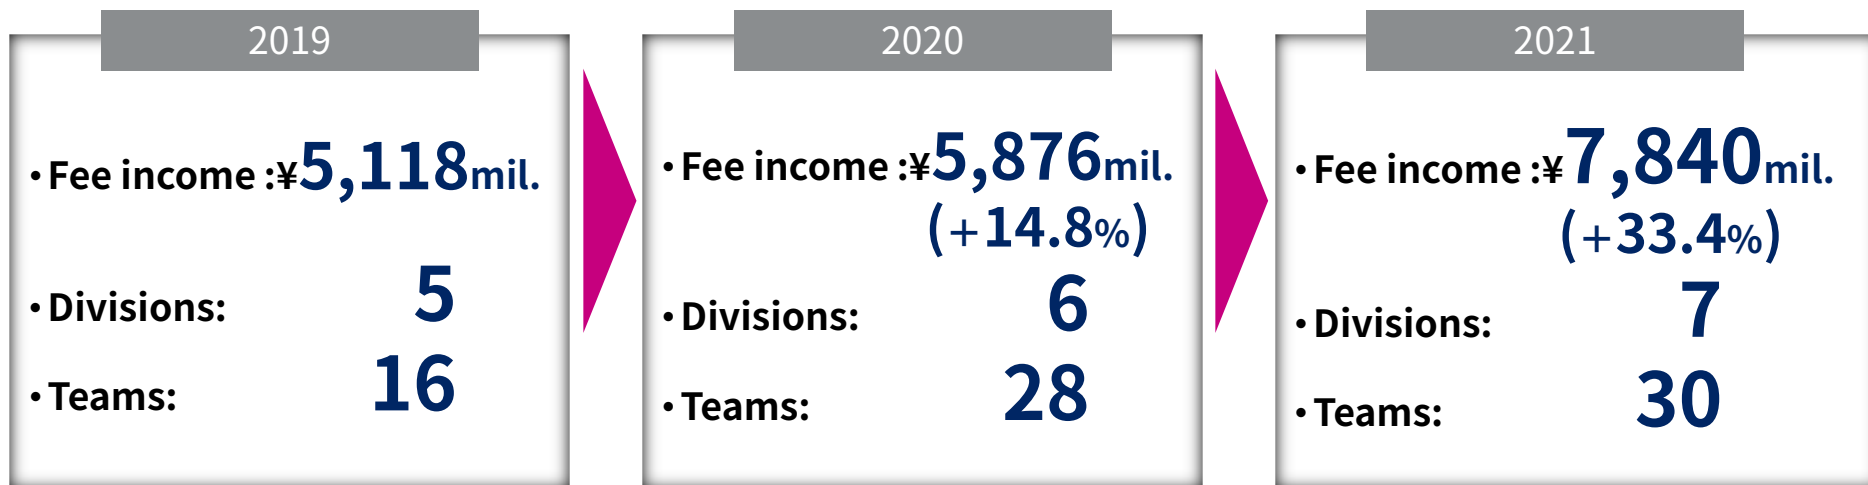 2019
・Fee income :¥5,118mil.
・Divisions: 5
・Teams: 16
2020
・Fee income :¥5,876mil.
(+14.8%)
・Divisions: 6
・Teams: 28
2021
・Fee income :¥7,840mil.
(+33.4%)
・Divisions: 7
・Teams: 30